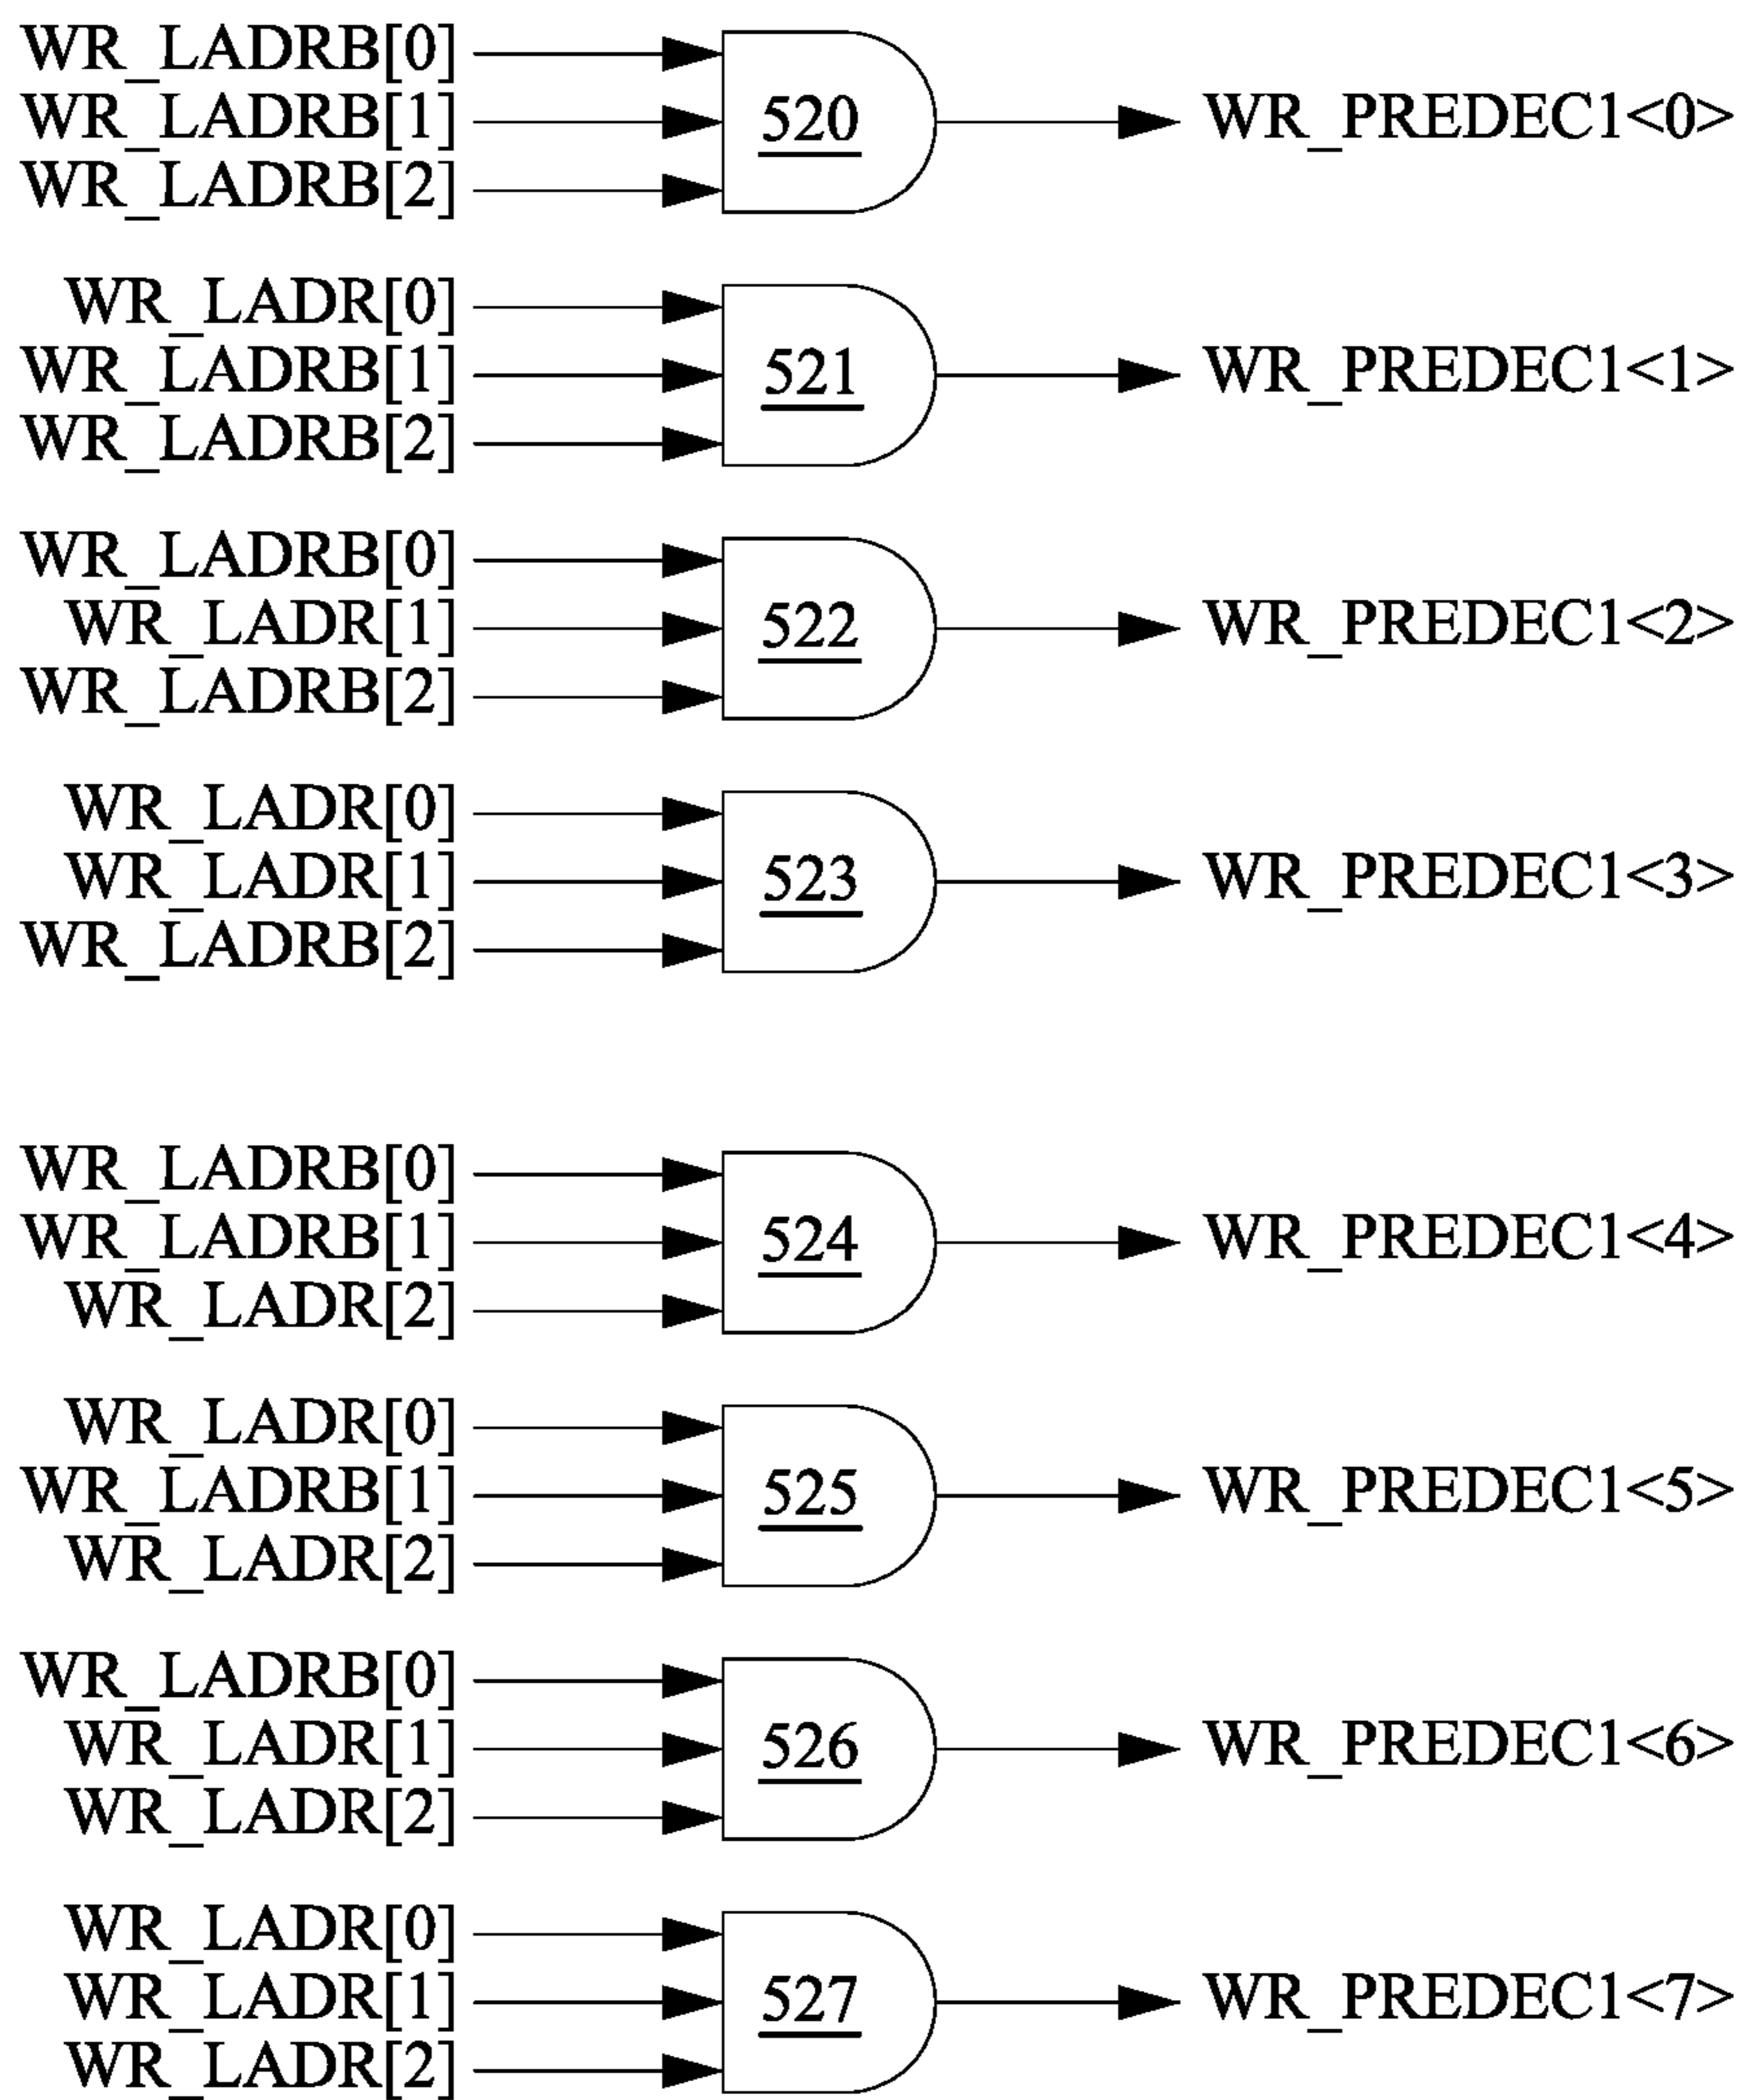 WR_LADRB[0]
WR_LADRB[1] 520 WR_PREDEC1<0>
WR_LADRB[2]
WR_LADR[0]
WR_LADRB[1] 521 WR_PREDEC1<1>
WR_LADRB[2]
WR_LADRB[0]
WR_LADR[1] 522 WR_PREDEC1<2>
WR_LADRB[2]
WR_LADR[0]
WR_LADR[1] 523 WR_PREDEC1<3>
WR_LADRB[2]
WR_LADRB[0]
WR_LADRB[1] 524 WR_PREDEC1<4>
WR_LADR[2]
WR_LADR[0]
WR_LADRB[1] 525 WR_PREDEC1<5>
WR_LADR[2]
WR_LADRB[0]
WR_LADR[1] 526 WR_PREDEC1<6>
WR_LADR[2]
WR_LADR[0]
WR_LADR[1] 527 WR_PREDEC1<7>
WR_LADR[2]